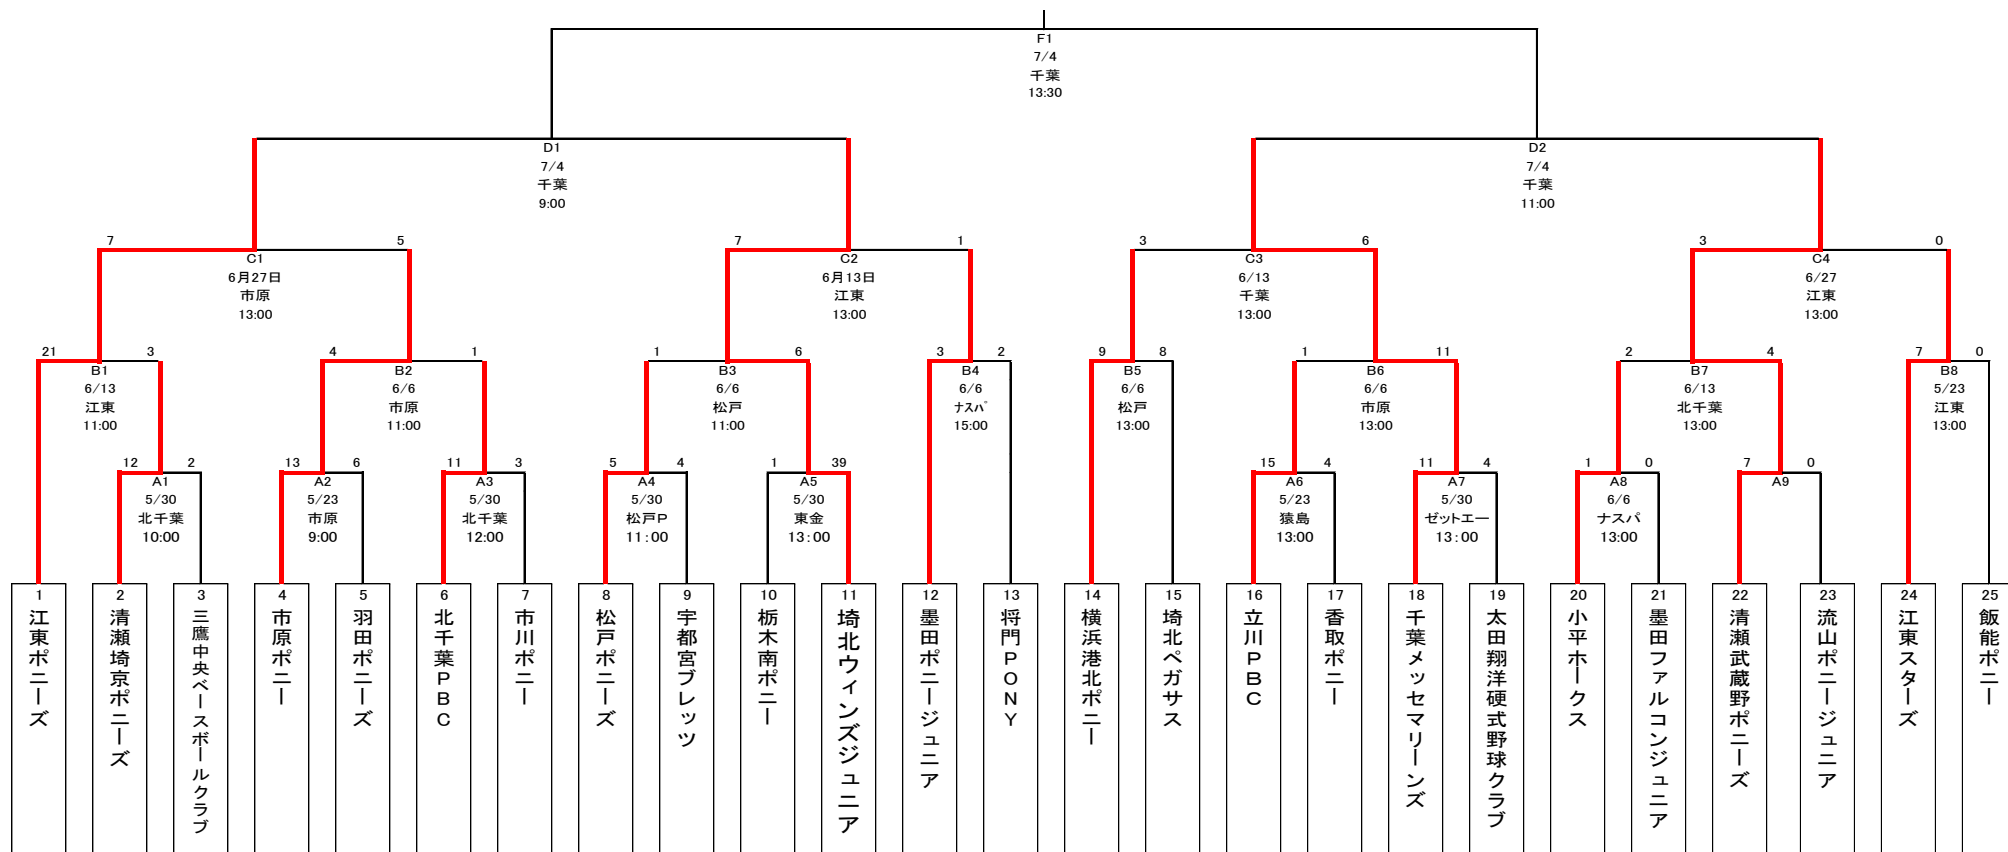 F1
7/4
千葉
13:30
D1
7/4
千葉
9:00
D2
7/4
千葉
11:00
7 5
C1
6月27日
市原
13:00
7 1
C2
6月13日
江東
13:00
3 6
C3
6/13
千葉
13:00
3 0
C4
6/27
江東
13:00
21 3
B1
6/13
江東
11:00
4 1
B2
6/6
市原
11:00
1 6
B3
6/6
松戸
11:00
3 2
B4
6/6
ナスパ
15:00
9 8
B5
6/6
松戸
13:00
1 11
B6
6/6
市原
13:00
2 4
B7
6/13
北千葉
13:00
7 0
B8
5/23
江東
13:00
12 2
A1
5/30
北千葉
10:00
13 6
A2
5/23
市原
9:00
11 3
A3
5/30
北千葉
12:00
5 4
A4
5/30
松戸P
11:00
1 39
A5
5/30
東金
13:00
15 4
A6
5/23
猿島
13:00
11 4
A7
5/30
ゼットエー
13:00
1 0
A8
6/6
ナスパ
13:00
7 0
A9
1
江東ポニーズ
2
清瀬埼京ポニーズ
3
三鷹中央ベースボールクラブ
4
市原ポニー
5
羽田ポニーズ
6
北千葉PBC
7
市川ポニー
8
松戸ポニーズ
9
宇都宮ブレッツ
10
栃木南ポニー
11
埼北ウィンズジュニア
12
墨田ポニージュニア
13
将門PONY
14
横浜港北ポニー
15
埼北ペガサス
16
立川PBC
17
香取ポニー
18
千葉メッセマリーンズ
19
太田翔洋硬式野球クラブ
20
小平ホークス
21
墨田ファルコンジュニア
22
清瀬武蔵野ポニーズ
23
流山ポニージュニア
24
江東スターズ
25
飯能ポニー